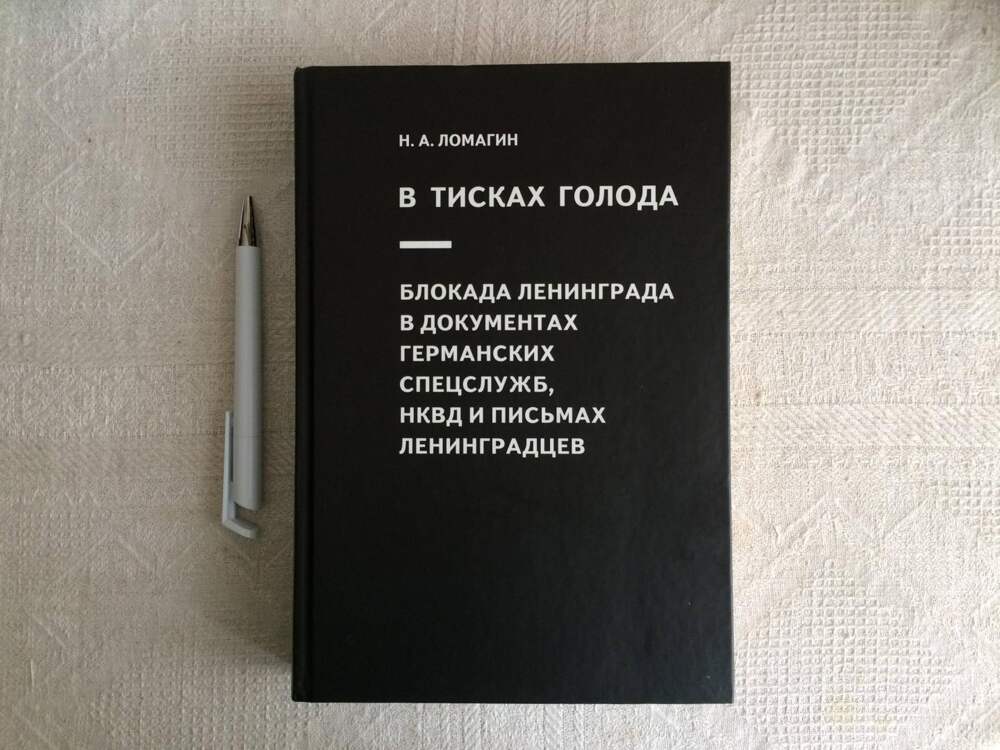 Н. А. ЛОМАГИН
В ТИСКАХ ГОЛОДА
БЛОКАДА ЛЕНИНГРАДА
В ДОКУМЕНТАХ
ГЕРМАНСКИХ
СПЕЦСЛУЖБ,
НКВД И ПИСЬМАХ
ЛЕНИНГРАДЦЕВ